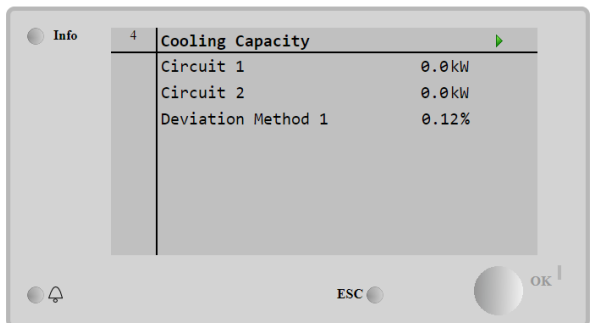 Info
4 Cooling Capacity
Circuit 1 0.0kW
Circuit 2 0.0kW
Deviation Method 1 0.12%
ESC
OK